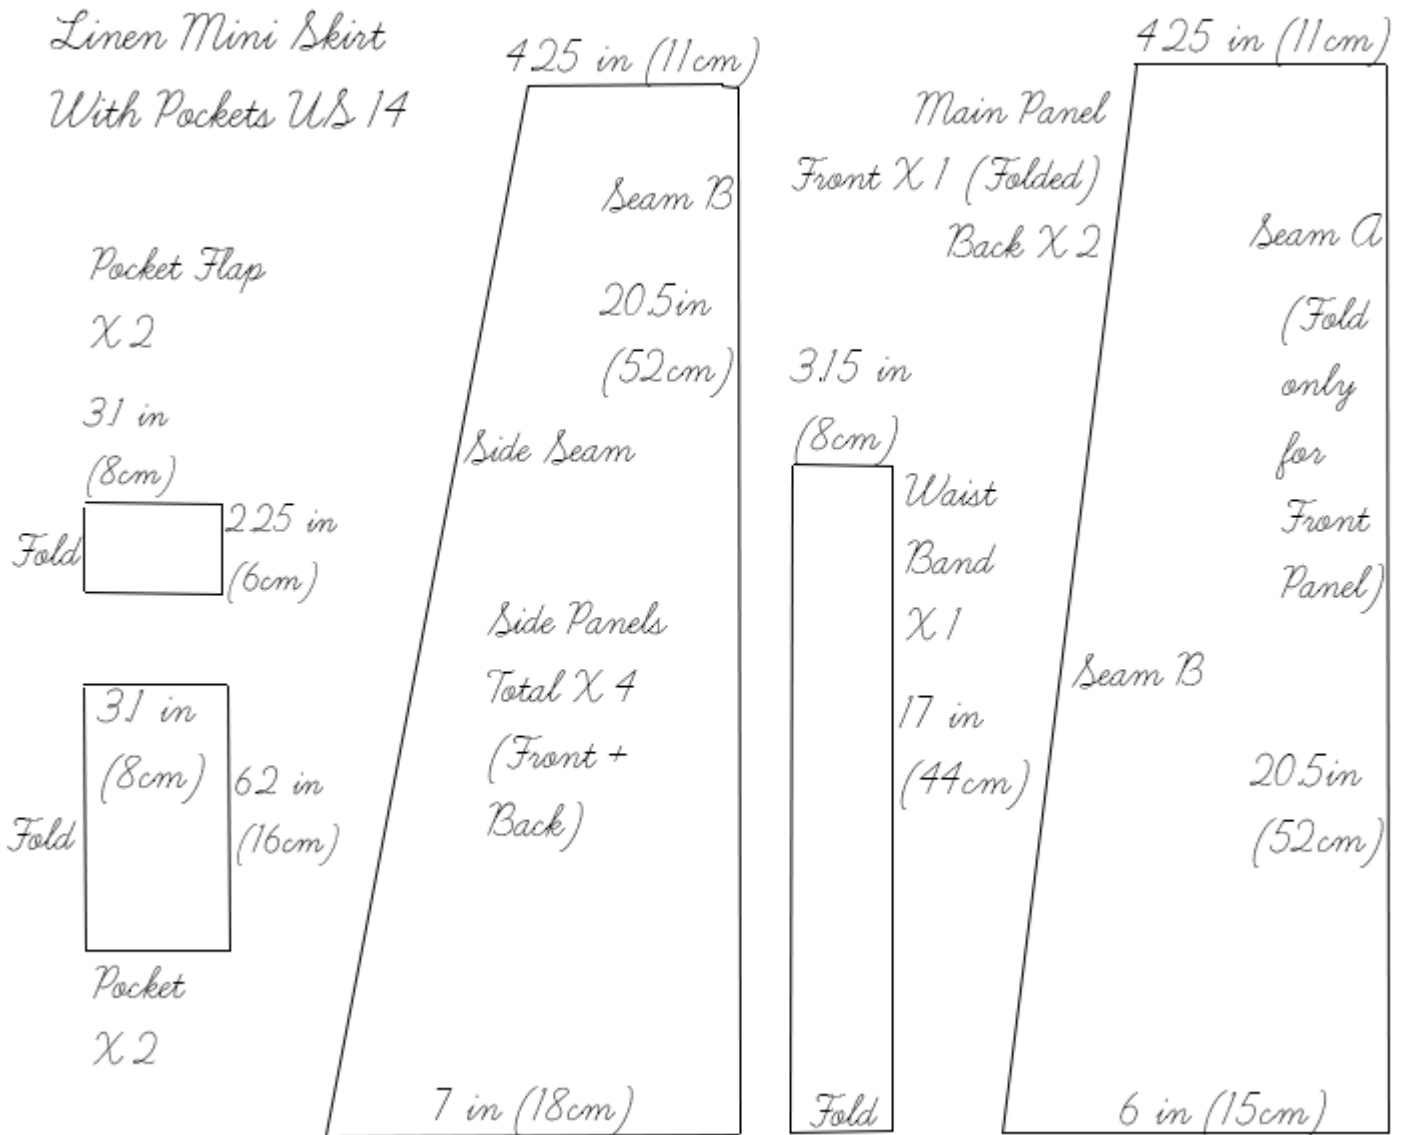 Linen Mini Skirt
With Pockets US 14
Pocket Flap
X 2
3.1 in
(8cm)
Fold
2.25 in
(6cm)
3.1 in
(8cm)
6.2 in
(16cm)
Fold
Pocket
X 2
4.25 in (11cm)
Seam B
20.5in
(52cm)
Side Seam
Side Panels
Total X 4
(Front +
Back)
7 in (18cm)
3.15 in
(8cm)
Waist
Band
X 1
17 in
(44cm)
Fold
4.25 in (11cm)
Main Panel
Front X 1 (Folded)
Back X 2
Seam A
(Fold
only
for
Front
Panel)
Seam B
20.5in
(52cm)
6 in (15cm)